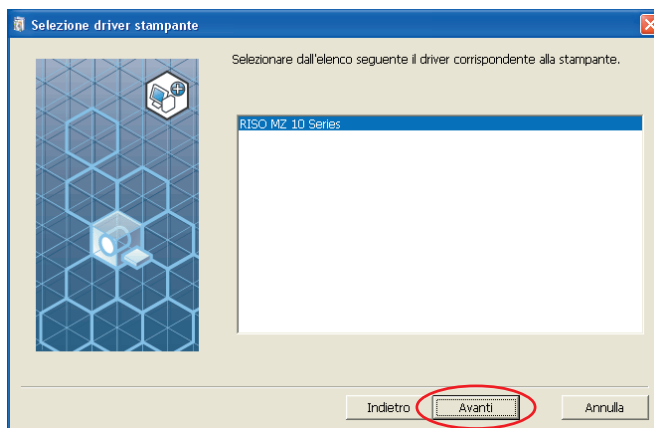 Selezione driver stampante
Selezionare dall'elenco seguente il driver corrispondente alla stampante.
RISO MZ 10 Series
Indietro
Avanti
Annulla